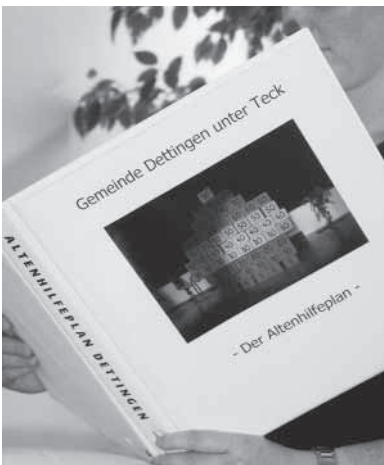 Gemeinde Dettingen unter Teck
- Der Altenhilfeplan -
ALTENHILFEPLAN DETTINGEN